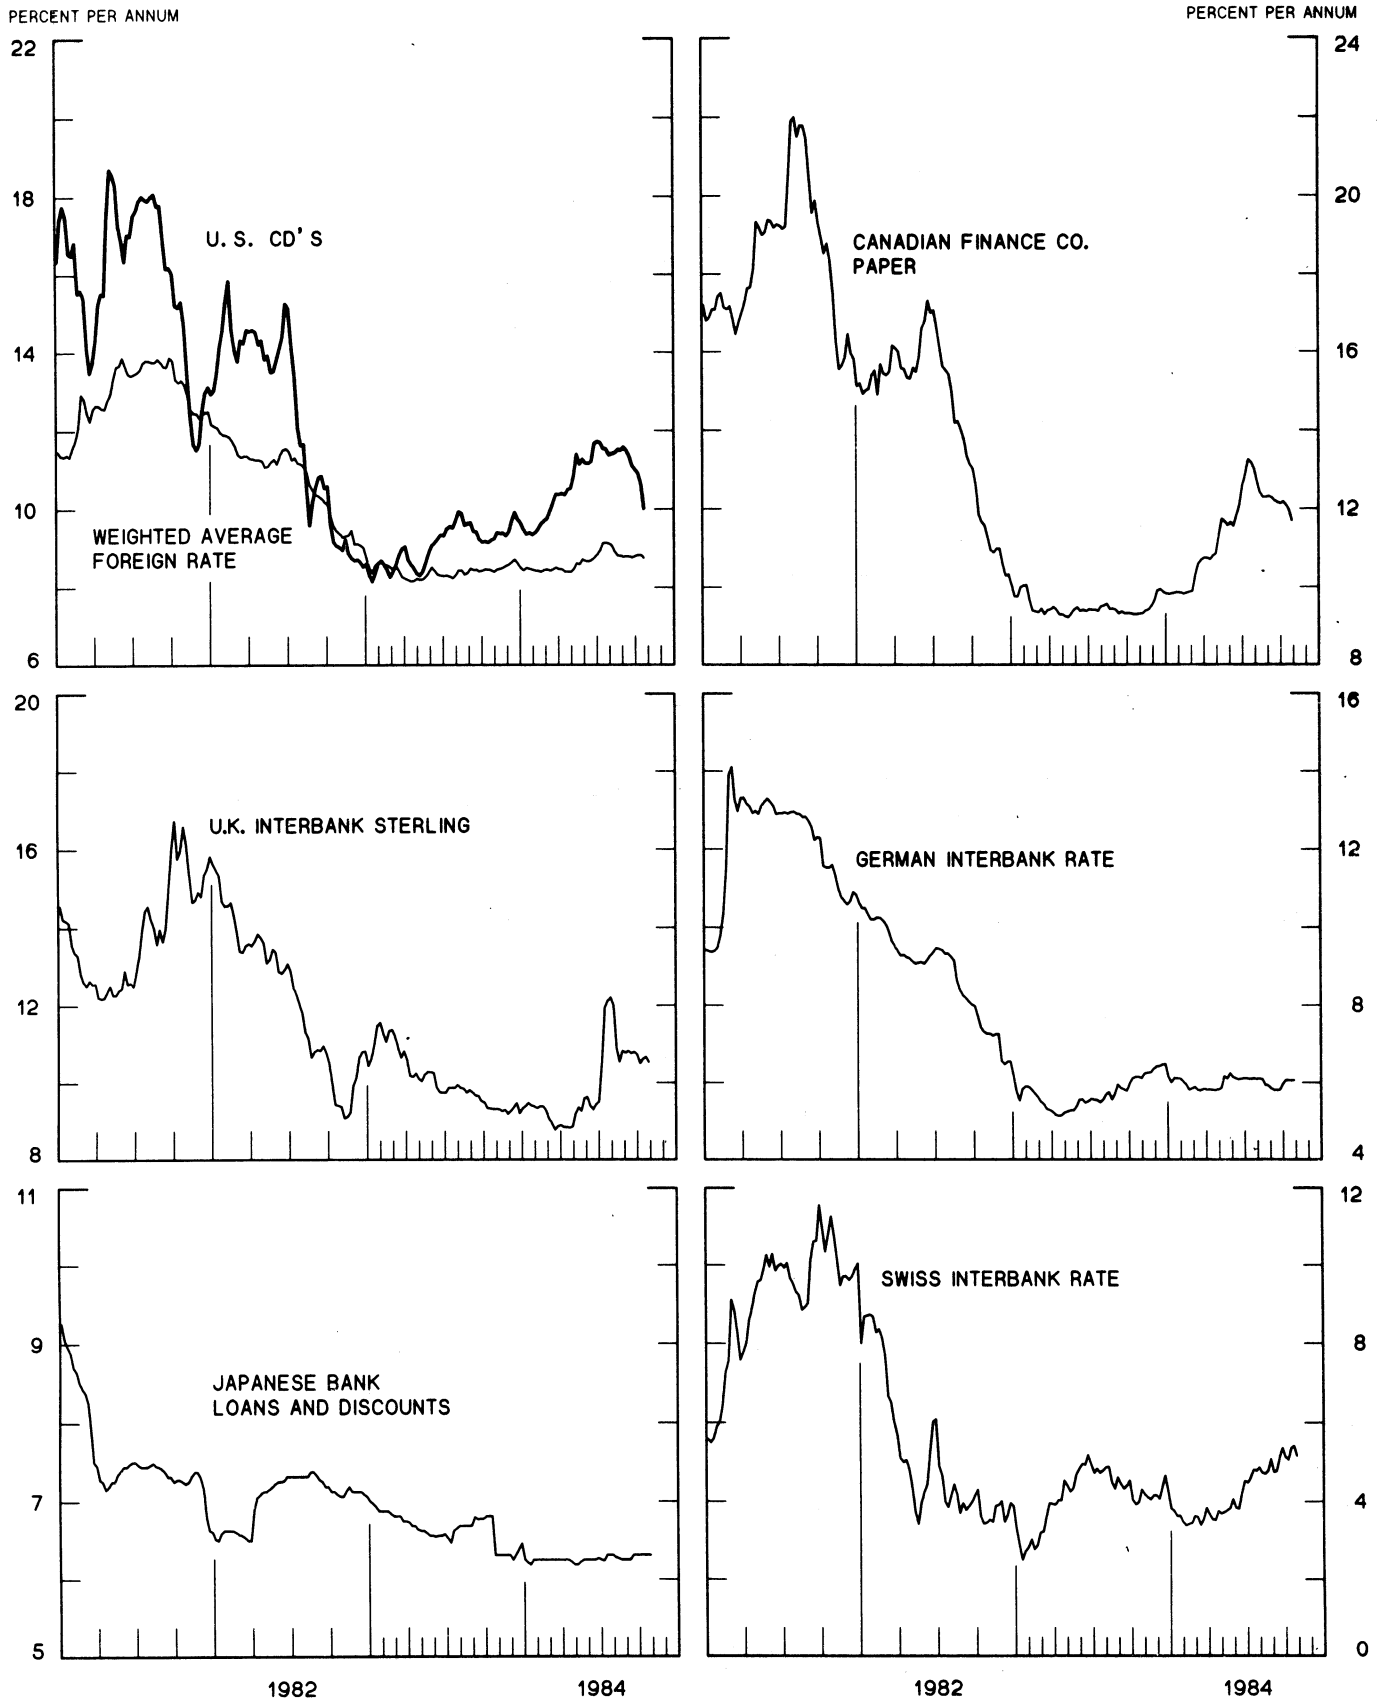 PERCENT PER ANNUM
PERCENT PER ANNUM
22
18
14
10
6
U.S. CD'S
WEIGHTED AVERAGE
FOREIGN RATE
24
20
16
12
8
CANADIAN FINANCE CO.
PAPER
20
16
12
8
U.K. INTERBANK STERLING
16
12
8
4
GERMAN INTERBANK RATE
11
9
7
5
JAPANESE BANK
LOANS AND DISCOUNTS
12
8
4
0
SWISS INTERBANK RATE
1982
1984
1982
1984